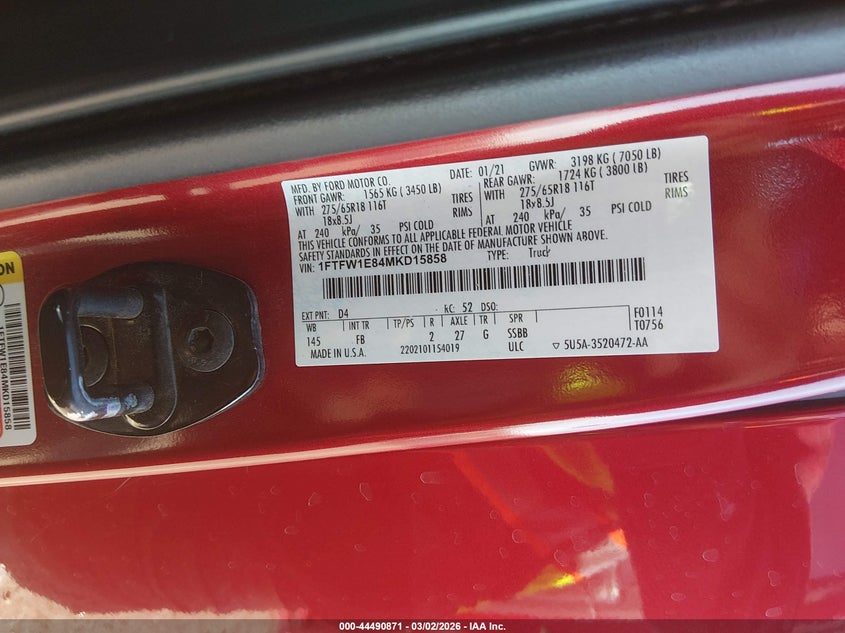 MFD. BY FORD MOTOR CO. DATE: 01/21 GVWR: 3198 KG ( 7050 LB)
FRONT GAWR: 1565 KG ( 3450 LB) REAR GAWR: 1724 KG ( 3800 LB)
WITH 275/65R18 116T TIRES WITH 275/65R18 116T TIRES
18x8.5J RIMS 18x8.5J RIMS
AT 240 kPa/ 35 PSI COLD AT 240 kPa/ 35 PSI COLD
THIS VEHICLE CONFORMS TO ALL APPLICABLE FEDERAL MOTOR VEHICLE
SAFETY STANDARDS IN EFFECT ON THE DATE OF MANUFACTURE SHOWN ABOVE.
VIN: 1FTFW1E84MKD15858 TYPE: Truck
EXT PNT: D4 KC: 52 DSO: F0114
WB INT TR TP/PS R AXLE TR SPR T0756
145 FB 2 27 G SSBB
MADE IN U.S.A. 2202101154019 ULC ▽ 5U5A-3520472-AA
ON
1FTFW1E84MKD15858
000-44490871 | 03/02/2026 - IAA Inc.